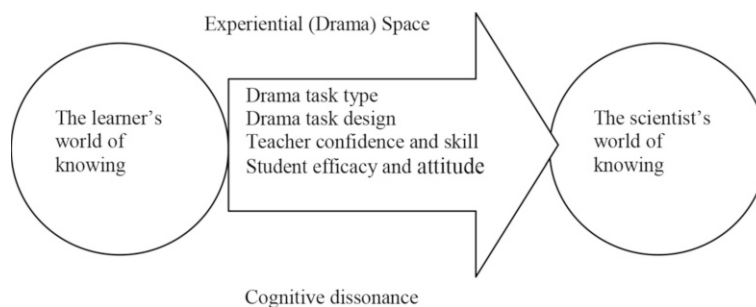 Experiential (Drama) Space
The learner's
world of
knowing
Drama task type
Drama task design
Teacher confidence and skill
Student efficacy and attitude
The scientist's
world of
knowing
Cognitive dissonance